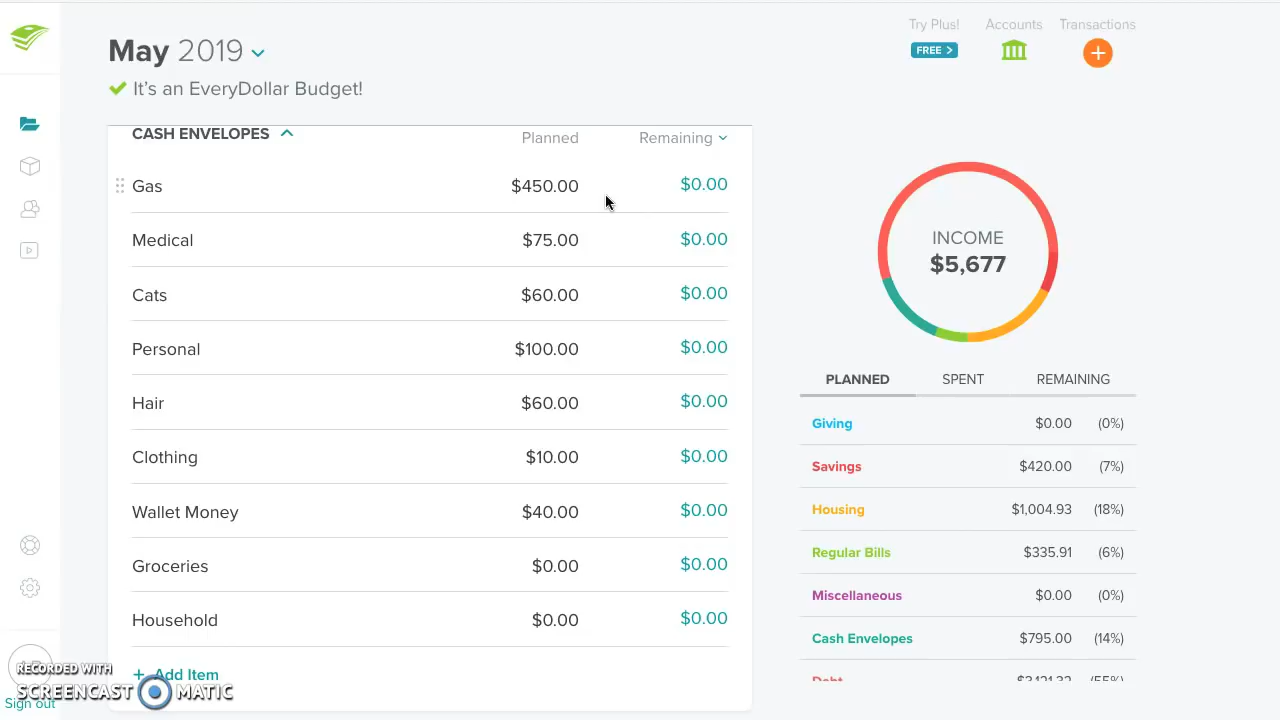 May 2019
It's an EveryDollar Budget!
Try Plus! Accounts Transactions
FREE >
CASH ENVELOPES Planned Remaining
Gas $450.00 $0.00
Medical $75.00 $0.00
Cats $60.00 $0.00
Personal $100.00 $0.00
Hair $60.00 $0.00
Clothing $10.00 $0.00
Wallet Money $40.00 $0.00
Groceries $0.00 $0.00
Household $0.00 $0.00
+ Add Item
INCOME
$5,677
PLANNED SPENT REMAINING
Giving $0.00 (0%)
Savings $420.00 (7%)
Housing $1,004.93 (18%)
Regular Bills $335.91 (6%)
Miscellaneous $0.00 (0%)
Cash Envelopes $795.00 (14%)
Debt $3,121.32 (55%)
RECORDED WITH
SCREENCAST MATIC
Sign out